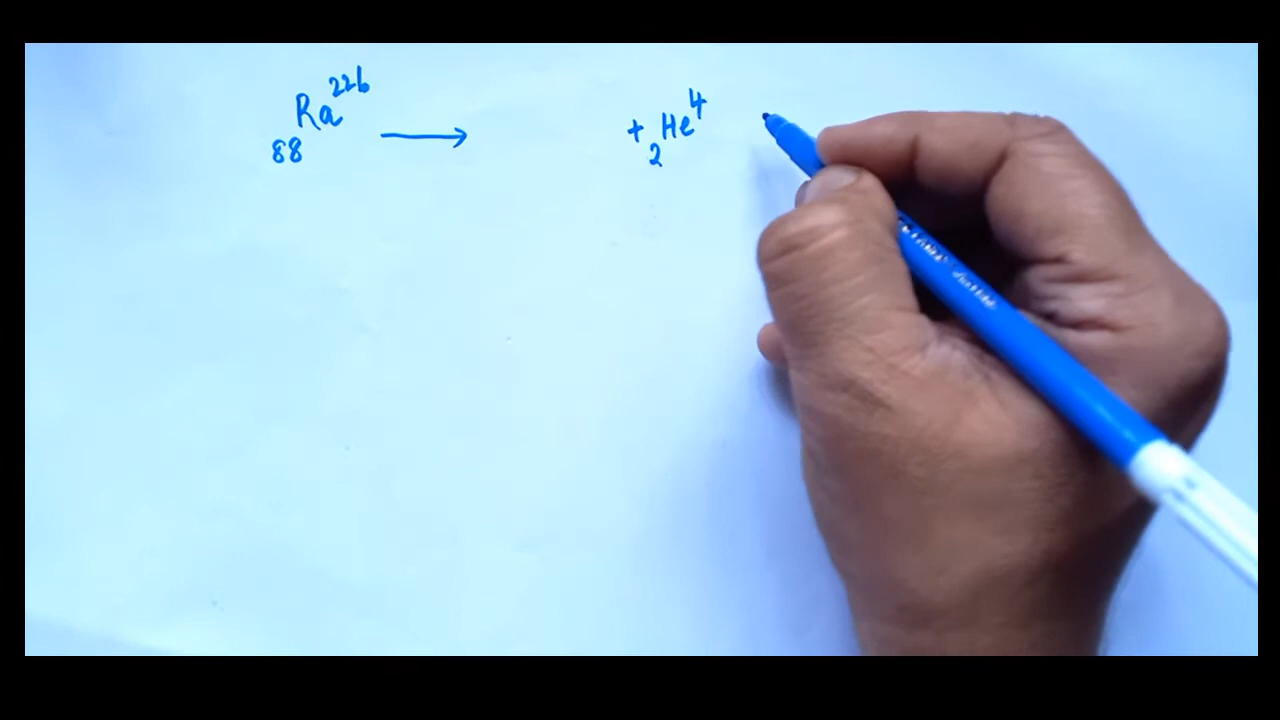 ₈₈Ra²²⁶ ⟶ + ₂He⁴